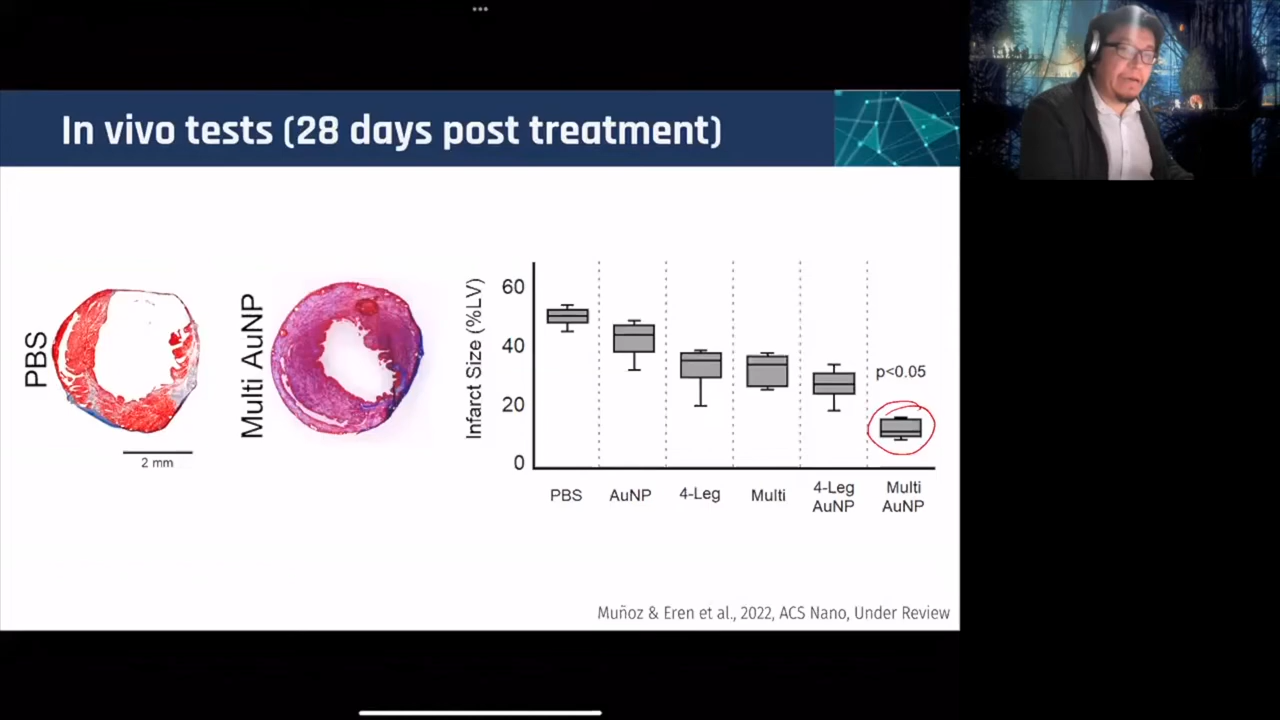 In vivo tests (28 days post treatment)
PBS
2 mm
Multi AuNP
Infarct Size (%LV)
60
40
20
0
p<0.05
PBS
AuNP
4-Leg
Multi
4-Leg
AuNP
Multi
AuNP
Muñoz & Eren et al., 2022, ACS Nano, Under Review